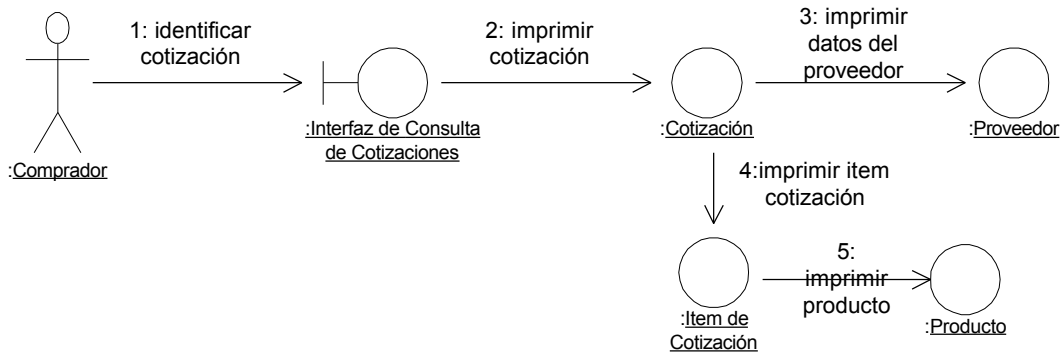 1: identificar
cotización
2: imprimir
cotización
3: imprimir
datos del
proveedor
:Comprador
:Interfaz de Consulta
de Cotizaciones
:Cotización
:Proveedor
4:imprimir item
cotización
5:
imprimir
producto
:Item de
Cotización
:Producto